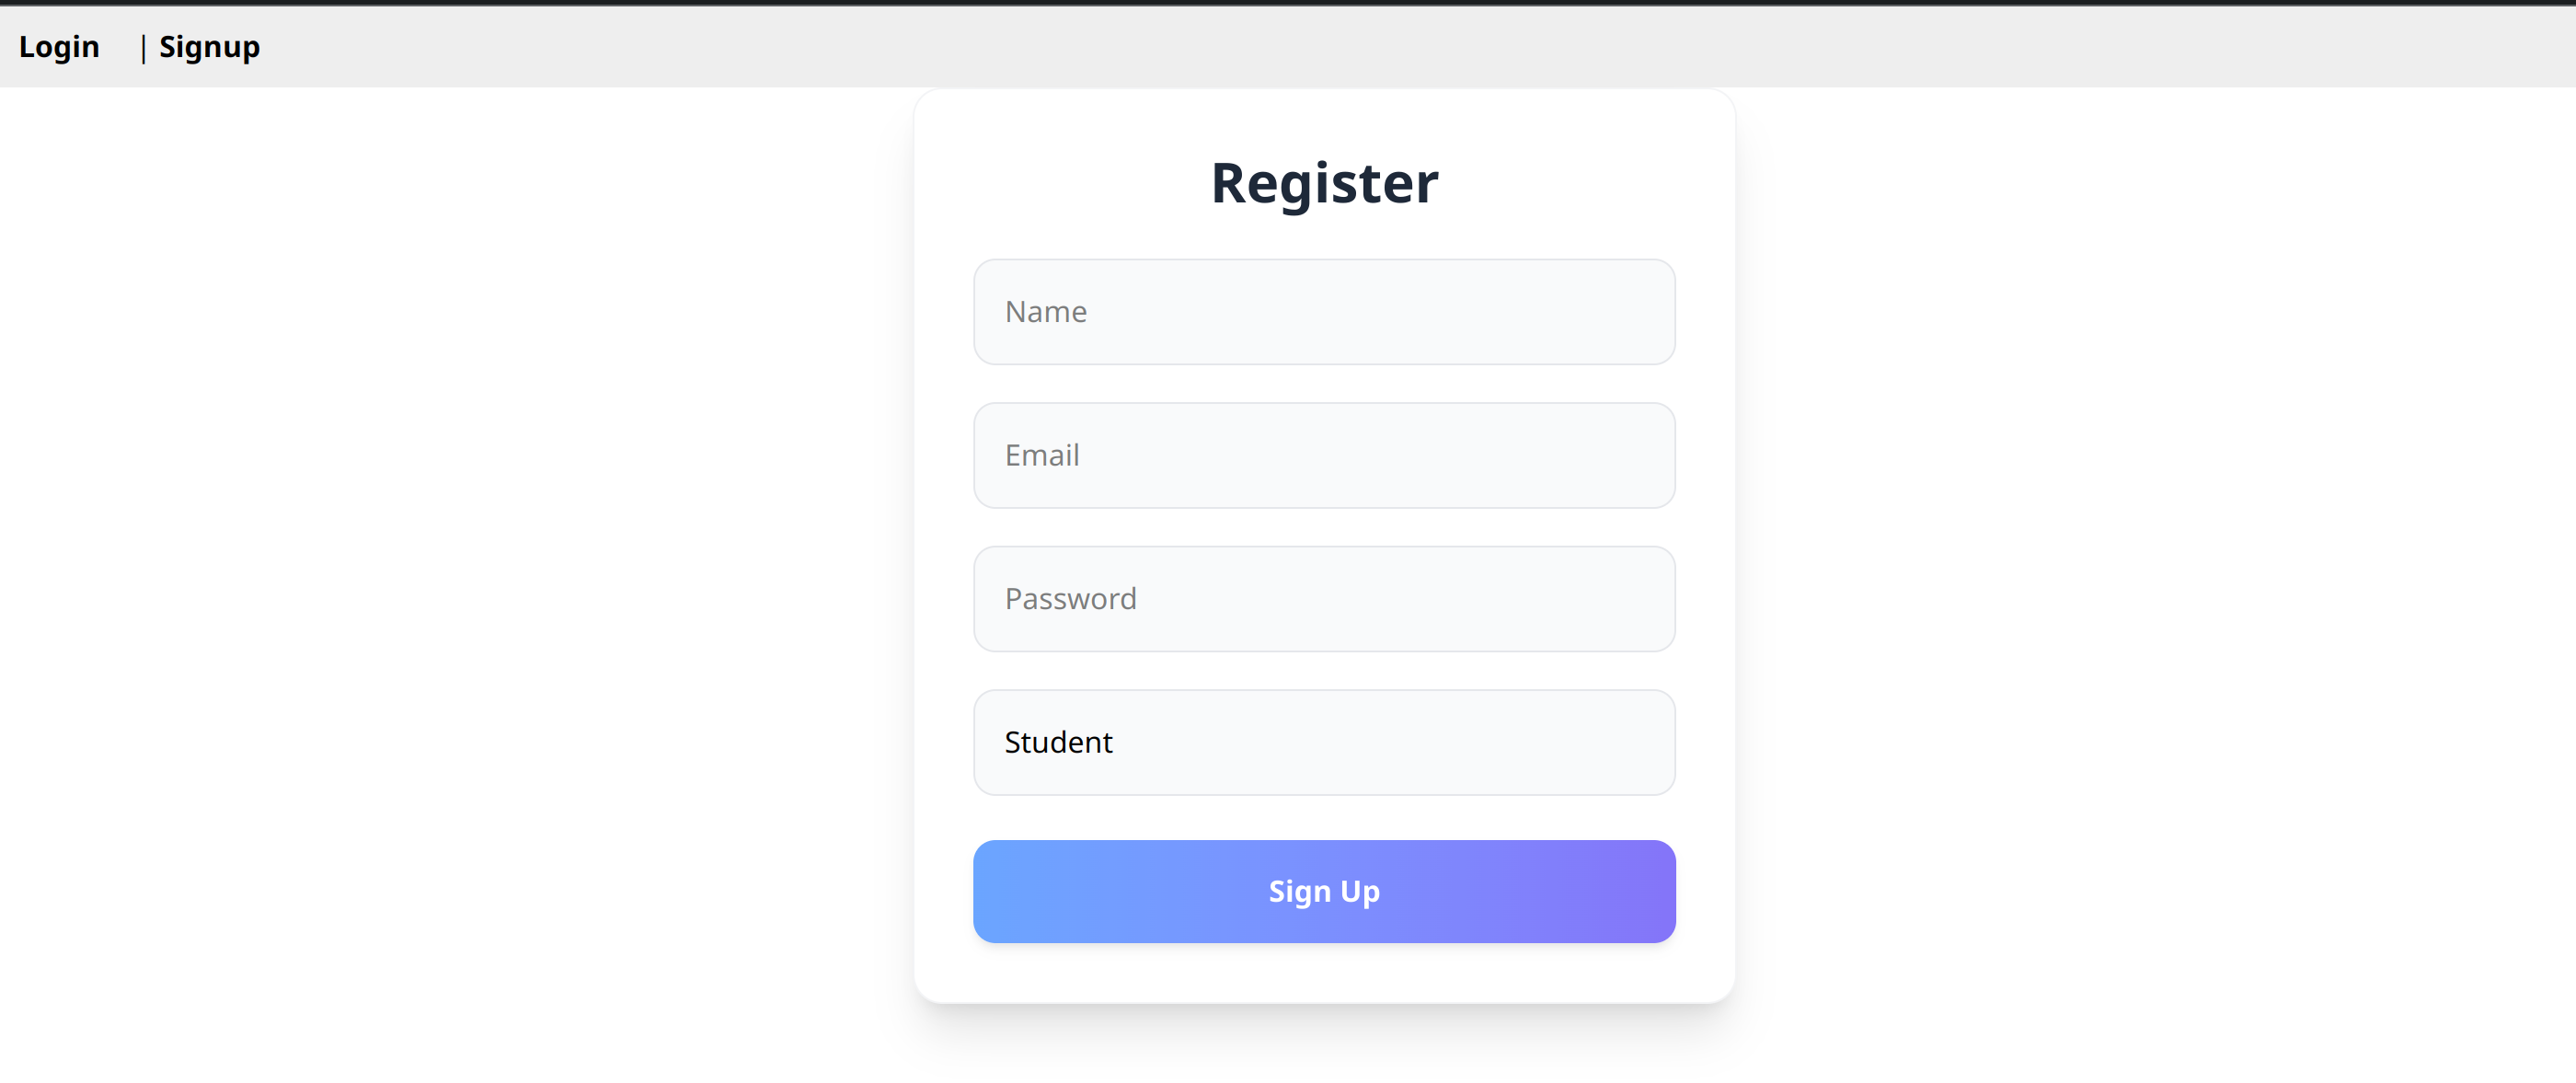 Login | Signup
Register
Name
Email
Password
Student
Sign Up